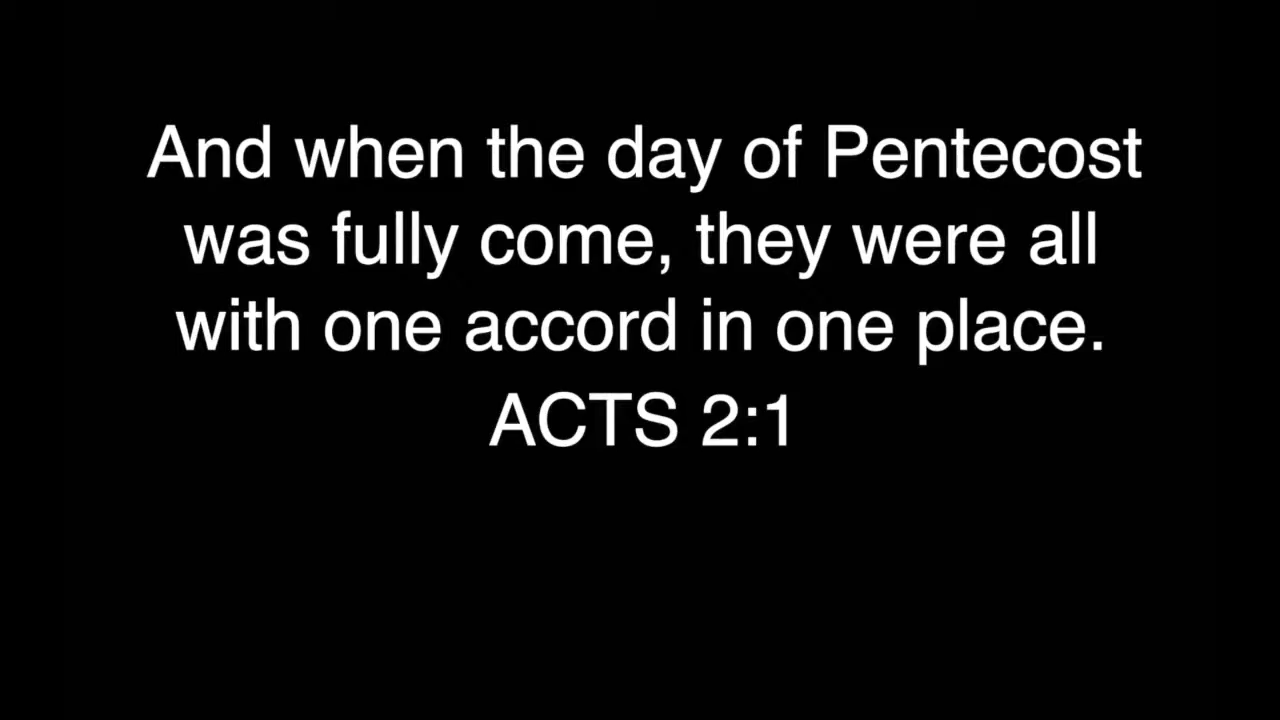 And when the day of Pentecost
was fully come, they were all
with one accord in one place.
ACTS 2:1